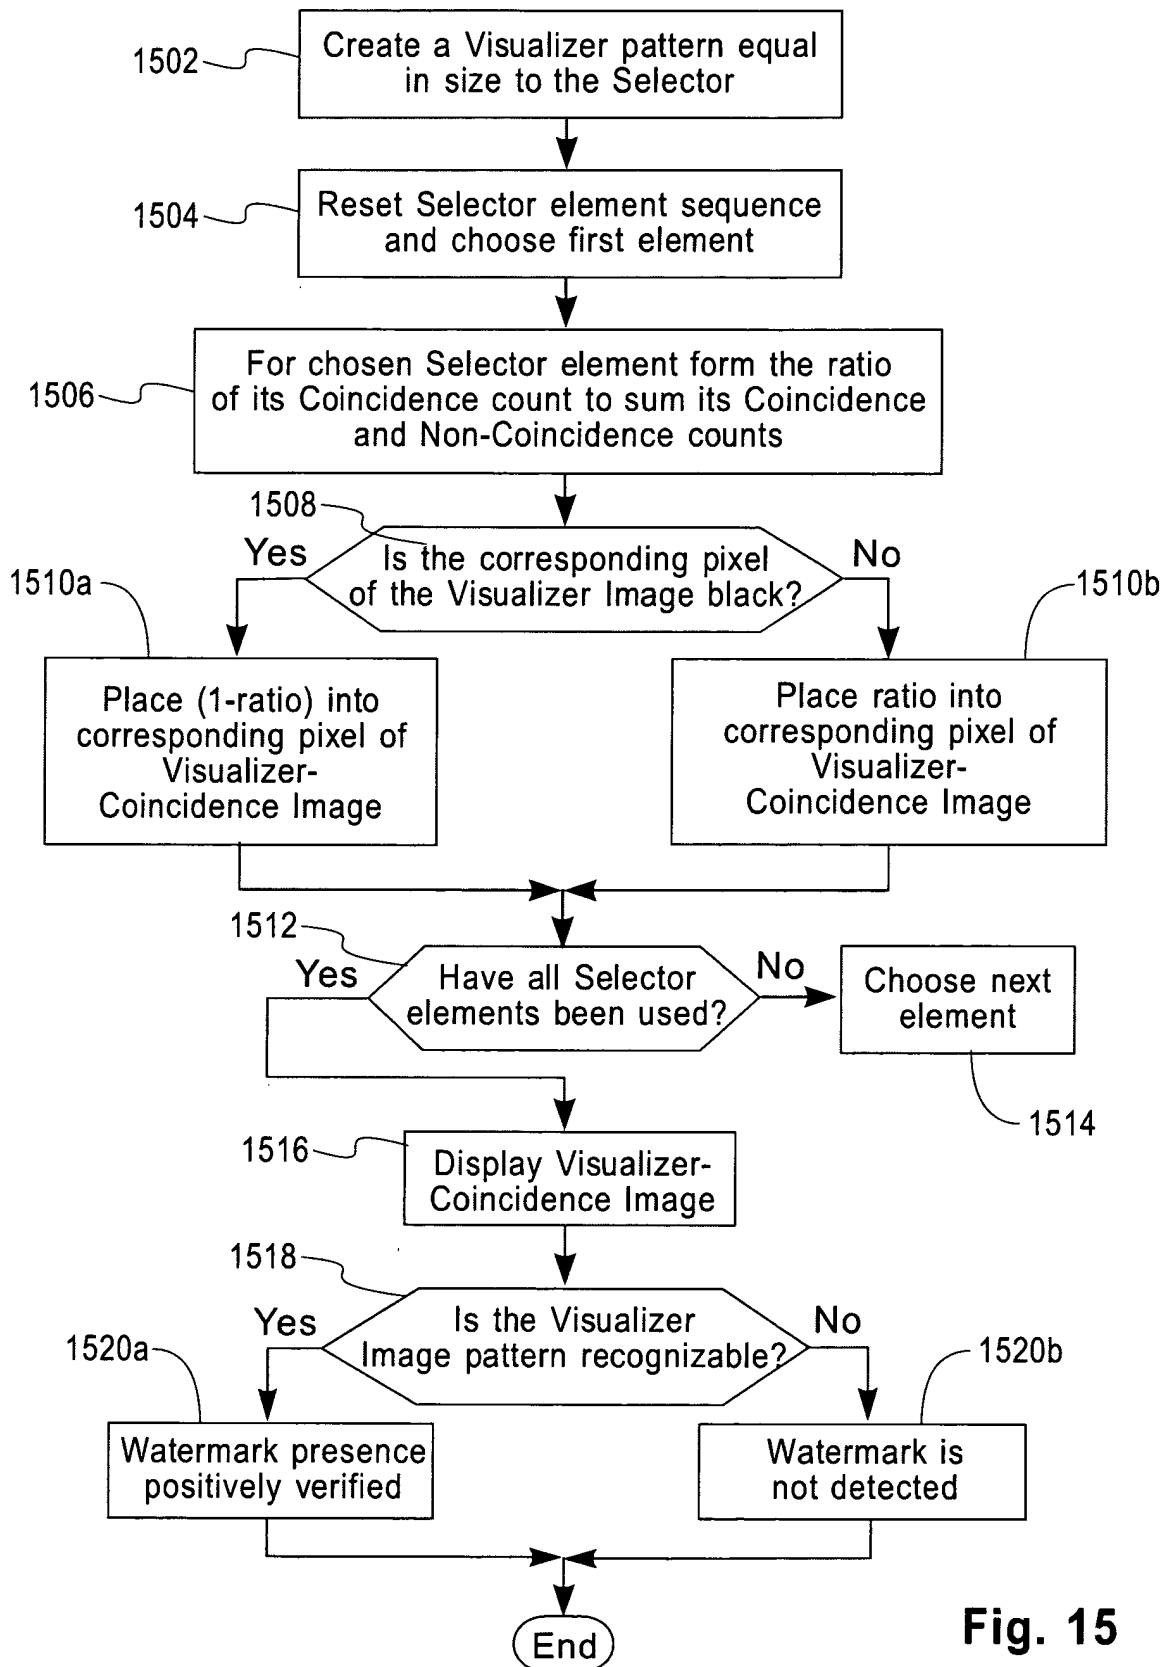 1502
Create a Visualizer pattern equal
in size to the Selector
1504
Reset Selector element sequence
and choose first element
1506
For chosen Selector element form the ratio
of its Coincidence count to sum its Coincidence
and Non-Coincidence counts
1508
Yes
Is the corresponding pixel
of the Visualizer Image black?
No
1510a
1510b
Place (1-ratio) into
corresponding pixel of
Visualizer-
Coincidence Image
Place ratio into
corresponding pixel of
Visualizer-
Coincidence Image
1512
Yes
Have all Selector
elements been used?
No
Choose next
element
1514
1516
Display Visualizer-
Coincidence Image
1518
Yes
Is the Visualizer
Image pattern recognizable?
No
1520a
1520b
Watermark presence
positively verified
Watermark is
not detected
End
Fig. 15